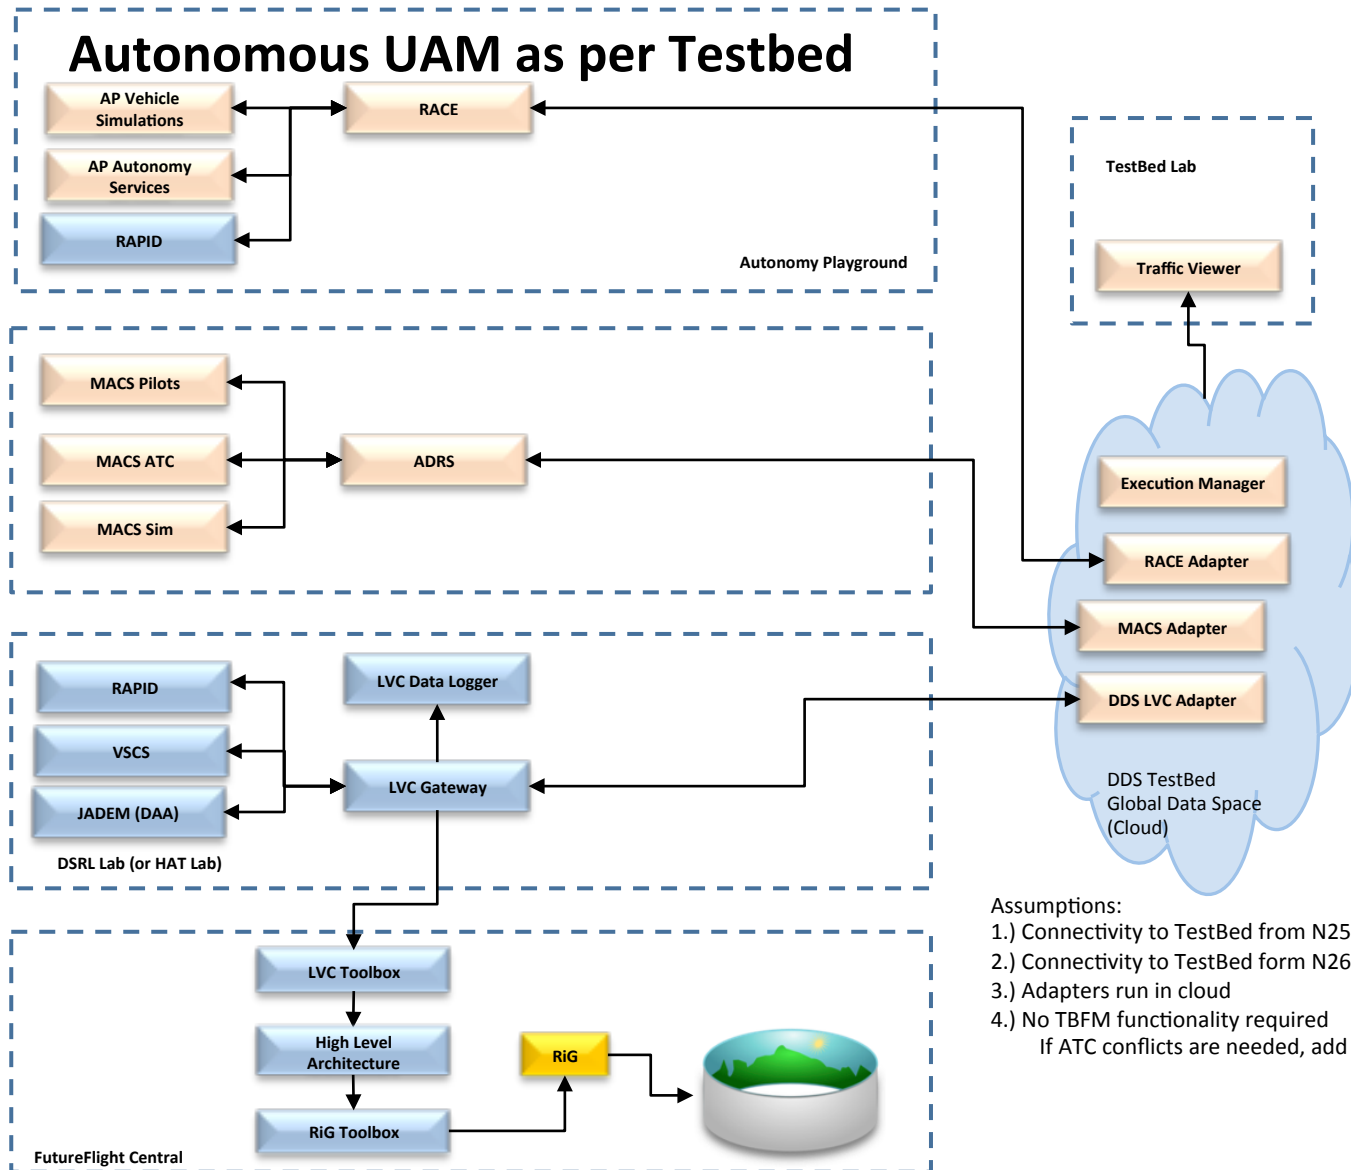 Autonomous UAM as per Testbed
AP Vehicle
Simulations
RACE
AP Autonomy
Services
RAPID
Autonomy Playground
TestBed Lab
Traffic Viewer
MACS Pilots
MACS ATC
ADRS
MACS Sim
Execution Manager
RACE Adapter
MACS Adapter
DDS LVC Adapter
DDS TestBed
Global Data Space
(Cloud)
RAPID
LVC Data Logger
VSCS
LVC Gateway
JADEM (DAA)
DSRL Lab (or HAT Lab)
Assumptions:
1.) Connectivity to TestBed from N25
2.) Connectivity to TestBed form N26
3.) Adapters run in cloud
4.) No TBFM functionality required
If ATC conflicts are needed, add
LVC Toolbox
High Level
Architecture
RiG
RiG Toolbox
FutureFlight Central